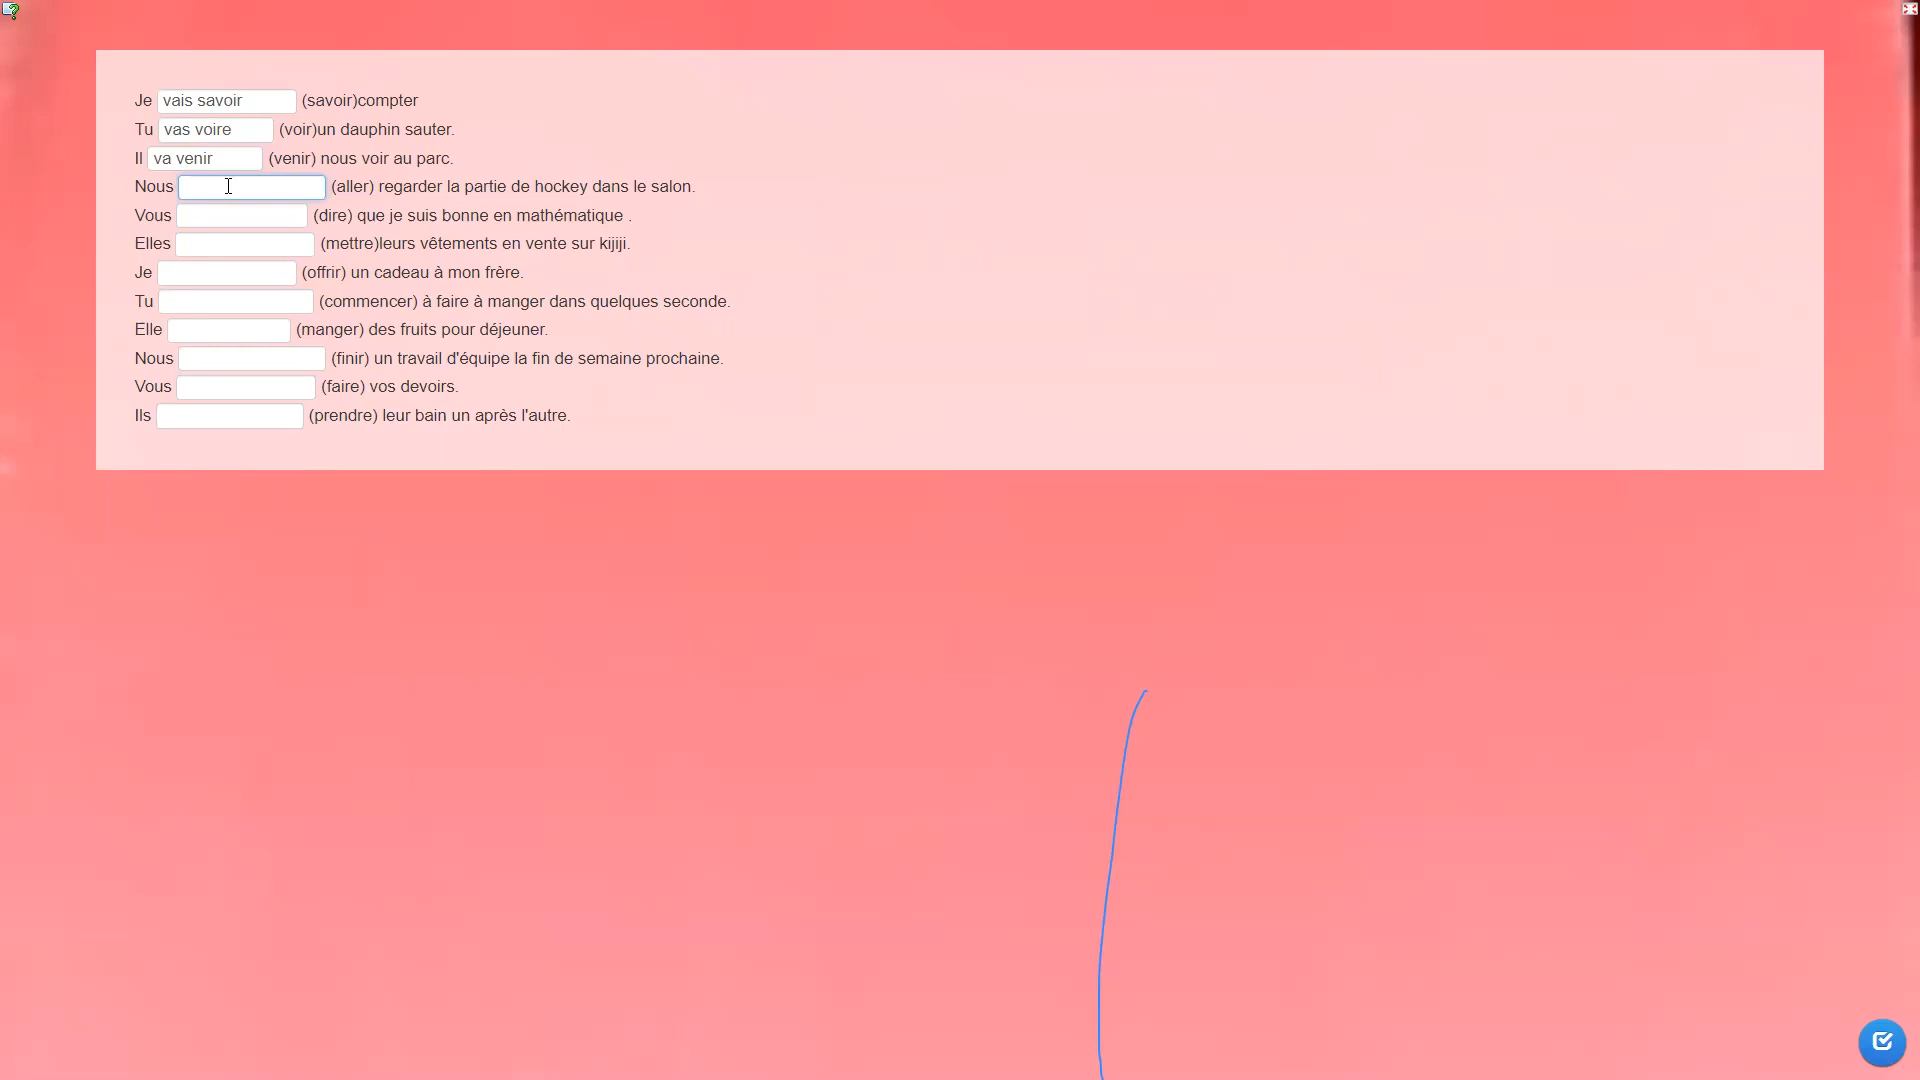 Je vais savoir (savoir)compter
Tu vas voire (voir)un dauphin sauter.
Il va venir (venir) nous voir au parc.
Nous (aller) regarder la partie de hockey dans le salon.
Vous (dire) que je suis bonne en mathématique .
Elles (mettre)leurs vêtements en vente sur kijiji.
Je (offrir) un cadeau à mon frère.
Tu (commencer) à faire à manger dans quelques seconde.
Elle (manger) des fruits pour déjeuner.
Nous (finir) un travail d'équipe la fin de semaine prochaine.
Vous (faire) vos devoirs.
Ils (prendre) leur bain un après l'autre.